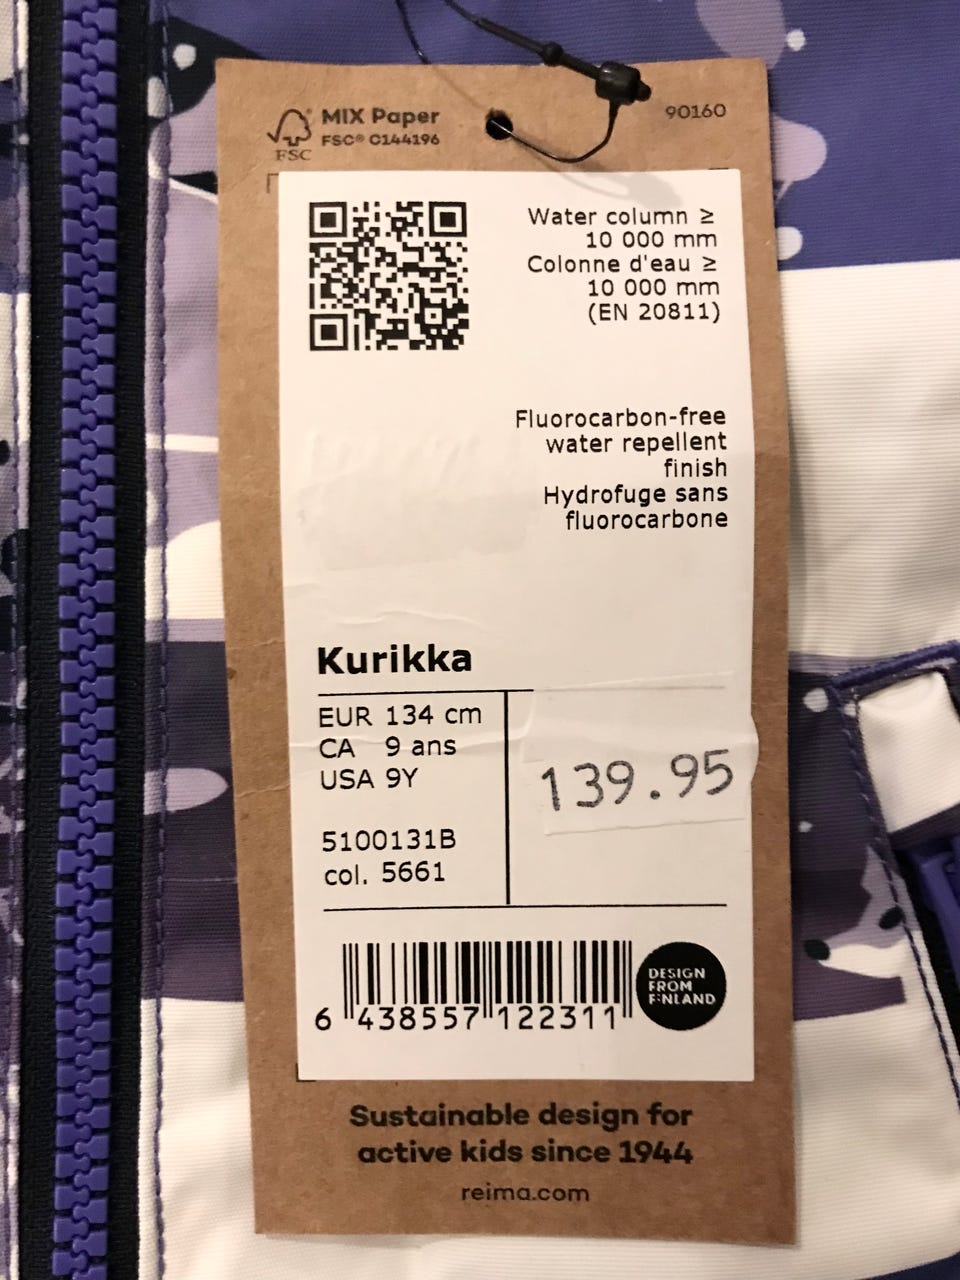 MIX Paper
FSC® C144196
FSC
90160
Water column ≥
10 000 mm
Colonne d'eau ≥
10 000 mm
(EN 20811)
Fluorocarbon-free
water repellent
finish
Hydrofuge sans
fluorocarbone
Kurikka
EUR 134 cm
CA 9 ans
USA 9Y
139.95
5100131B
col. 5661
6 438557 122311
DESIGN
FROM
FINLAND
Sustainable design for
active kids since 1944
reima.com